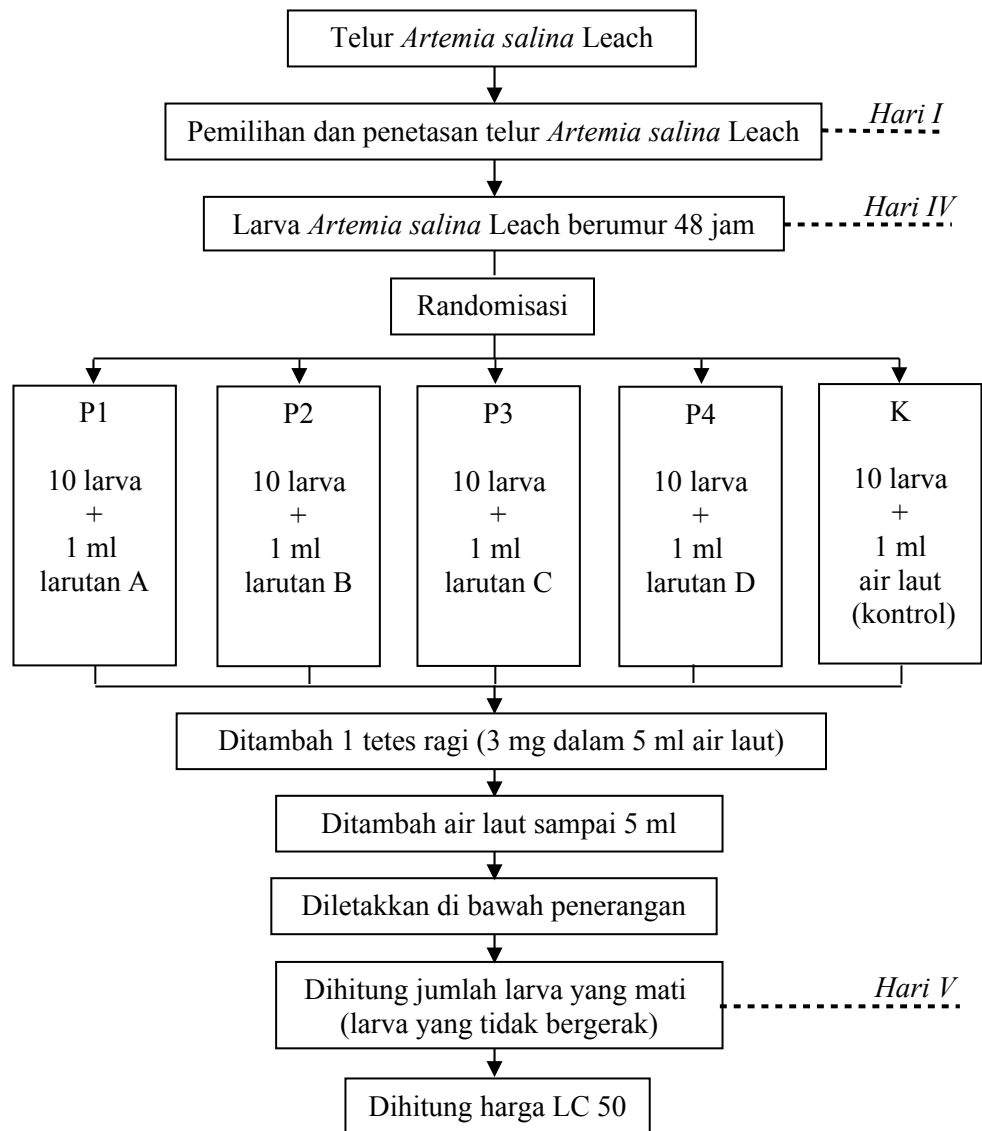 Telur Artemia salina Leach
Hari I
Pemilihan dan penetasan telur Artemia salina Leach
Hari IV
Larva Artemia salina Leach berumur 48 jam
Randomisasi
P1
10 larva
+
1 ml
larutan A
P2
10 larva
+
1 ml
larutan B
P3
10 larva
+
1 ml
larutan C
P4
10 larva
+
1 ml
larutan D
K
10 larva
+
1 ml
air laut
(kontrol)
Ditambah 1 tetes ragi (3 mg dalam 5 ml air laut)
Ditambah air laut sampai 5 ml
Diletakkan di bawah penerangan
Dihitung jumlah larva yang mati
(larva yang tidak bergerak)
Hari V
Dihitung harga LC 50